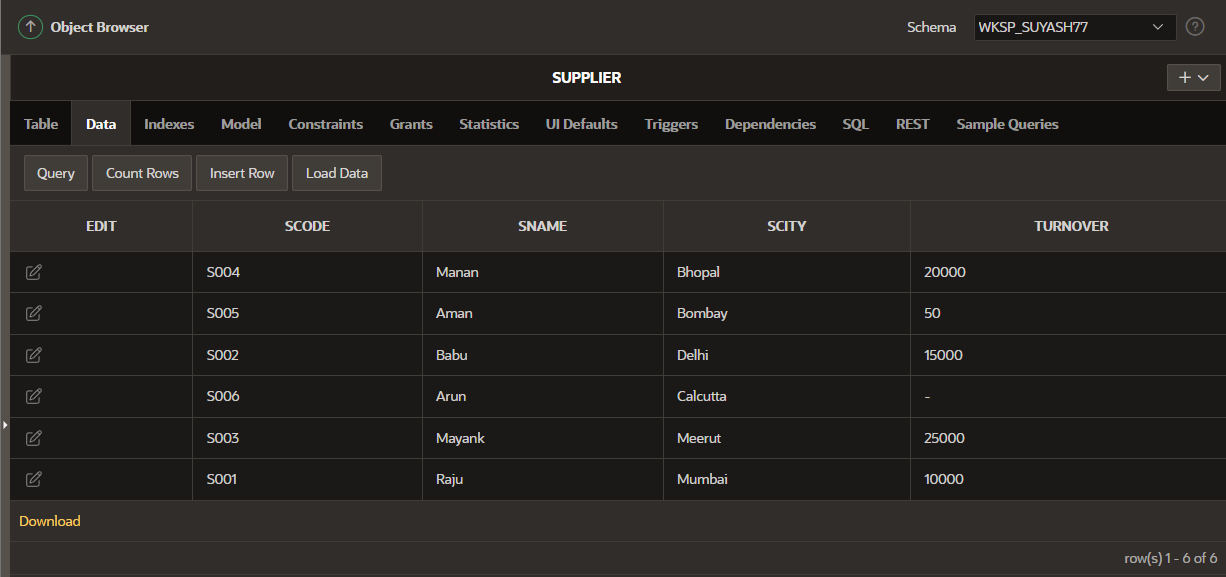 Object Browser Schema WKSP_SUYASH77 ?
SUPPLIER
Table Data Indexes Model Constraints Grants Statistics UI Defaults Triggers Dependencies SQL REST Sample Queries
Query Count Rows Insert Row Load Data
EDIT SCODE SNAME SCITY TURNOVER
S004 Manan Bhopal 20000
S005 Aman Bombay 50
S002 Babu Delhi 15000
S006 Arun Calcutta -
S003 Mayank Meerut 25000
S001 Raju Mumbai 10000
Download
row(s) 1 - 6 of 6